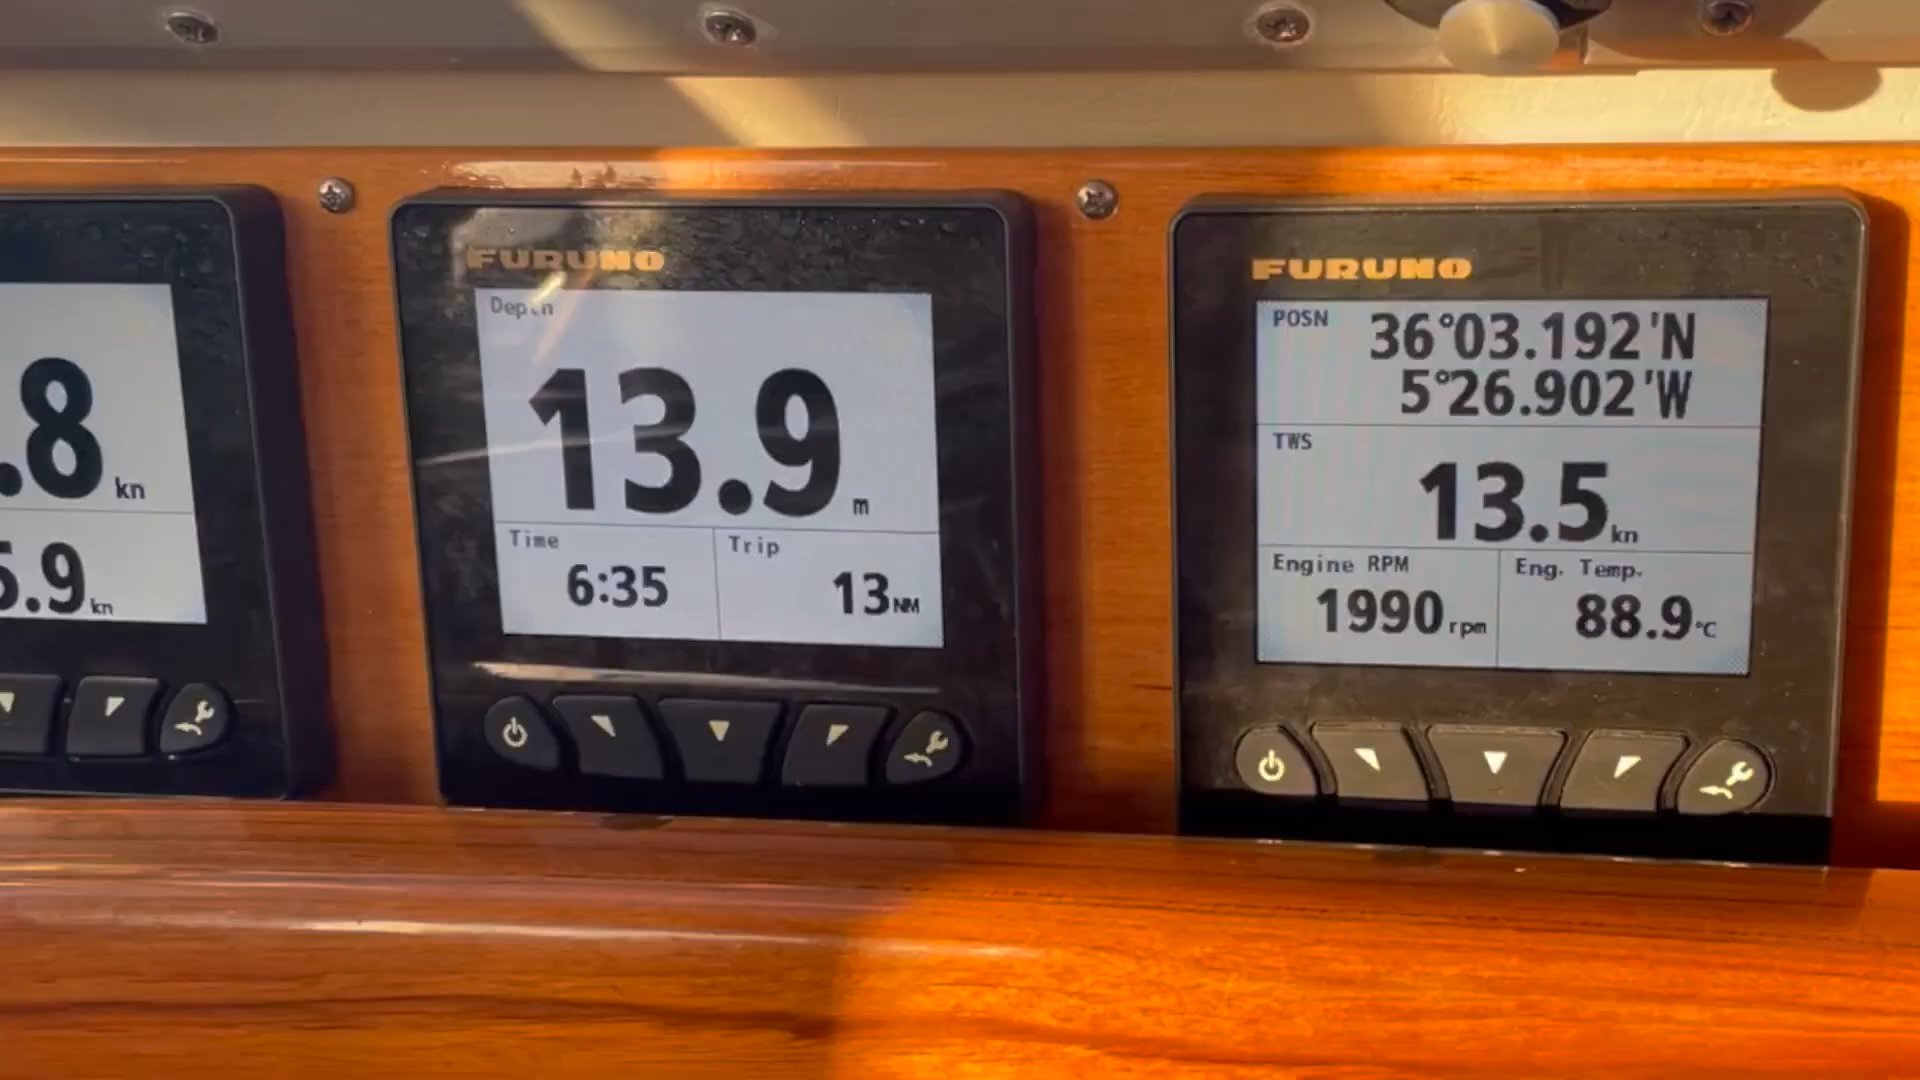 .8 kn
5.9 kn
FURUNO
Depth
13.9 m
Time
6:35
Trip
13 NM
FURUNO
POSN 36°03.192'N
5°26.902'W
TWS
13.5 kn
Engine RPM
1990 rpm
Eng. Temp.
88.9 °C